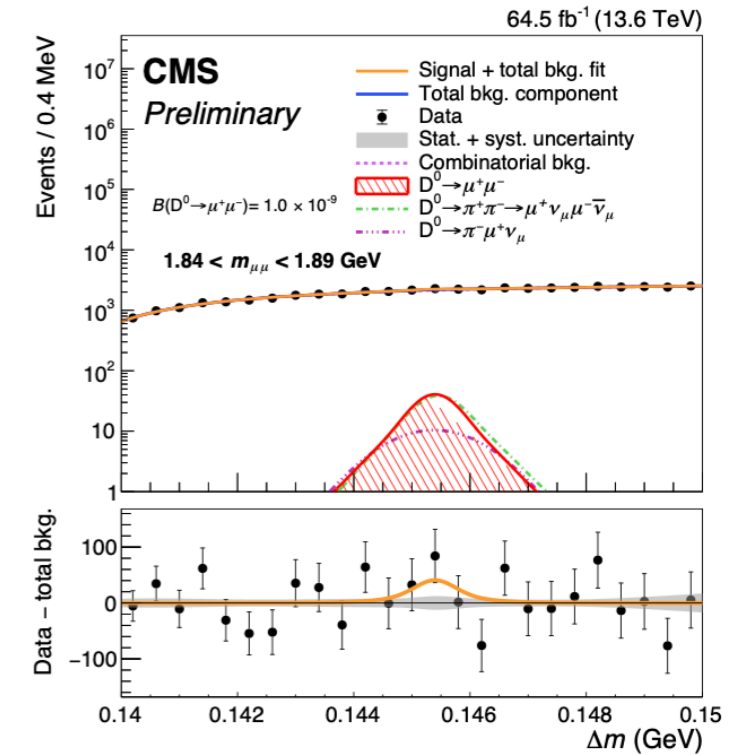 64.5 fb⁻¹ (13.6 TeV)
Events / 0.4 MeV
10⁷
10⁶
10⁵
10⁴
10³
10²
10
1
CMS
Preliminary
Signal + total bkg. fit
Total bkg. component
Data
Stat. + syst. uncertainty
Combinatorial bkg.
D⁰→μ⁺μ⁻
D⁰→π⁺π⁻→μ⁺ν_μμ⁻ν̅_μ
D⁰→π⁻μ⁺ν_μ
B(D⁰→μ⁺μ⁻)= 1.0 × 10⁻⁹
1.84 < m_μμ < 1.89 GeV
Data − total bkg.
100
0
−100
0.14 0.142 0.144 0.146 0.148 0.15
Δm (GeV)